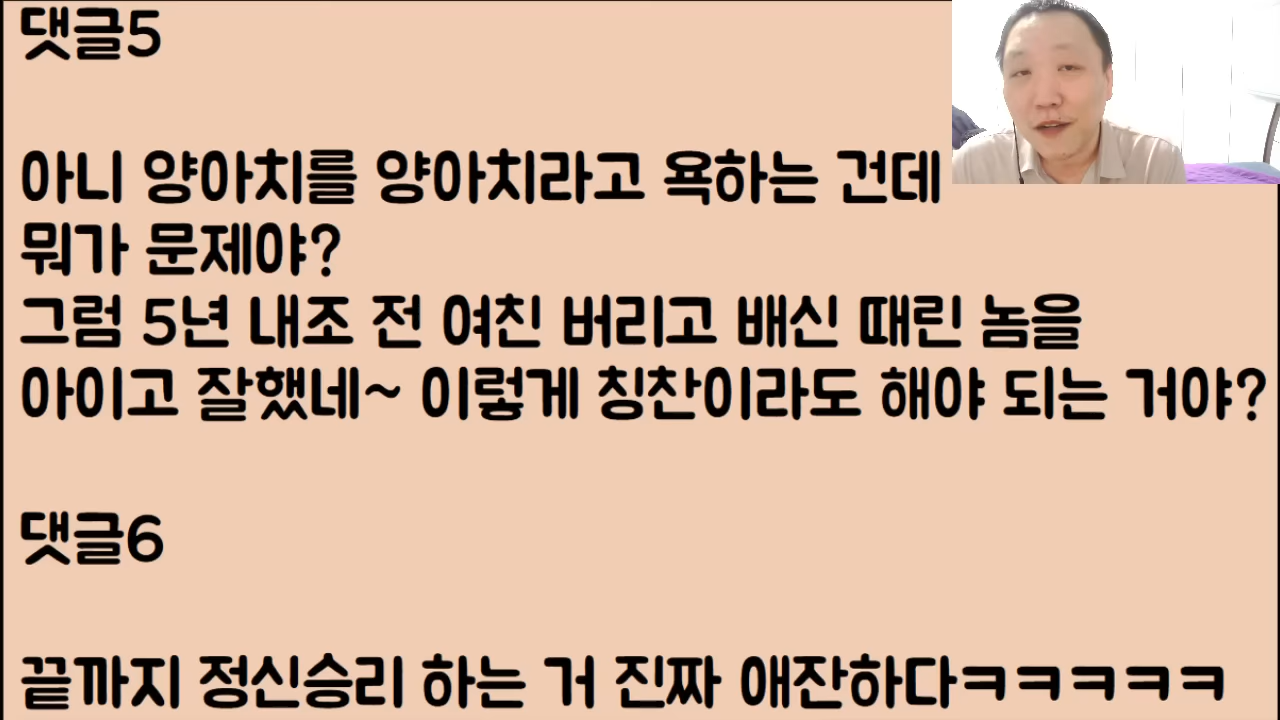 댓글5
아니 양아치를 양아치라고 욕하는 건데
뭐가 문제야?
그럼 5년 내조 전 여친 버리고 배신 때린 놈을
아이고 잘했네~ 이렇게 칭찬이라도 해야 되는 거야?
댓글6
끝까지 정신승리 하는 거 진짜 애잔하다ㅋㅋㅋㅋㅋ